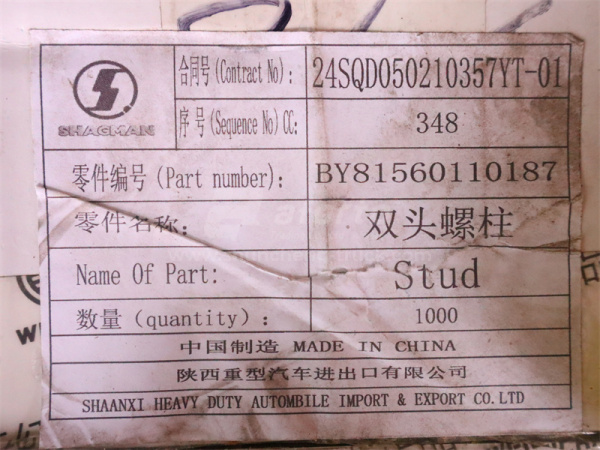 SHACMAN
合同号(Contract No): 24SQD050210357YT-01
序号(Sequence No)CC: 348
零件编号(Part number): BY81560110187
零件名称: 双头螺柱
Name Of Part: Stud
数量(quantity): 1000
中国制造 MADE IN CHINA
陕西重型汽车进出口有限公司
SHAANXI HEAVY DUTY AUTOMBILE IMPORT & EXPORT CO.LTD